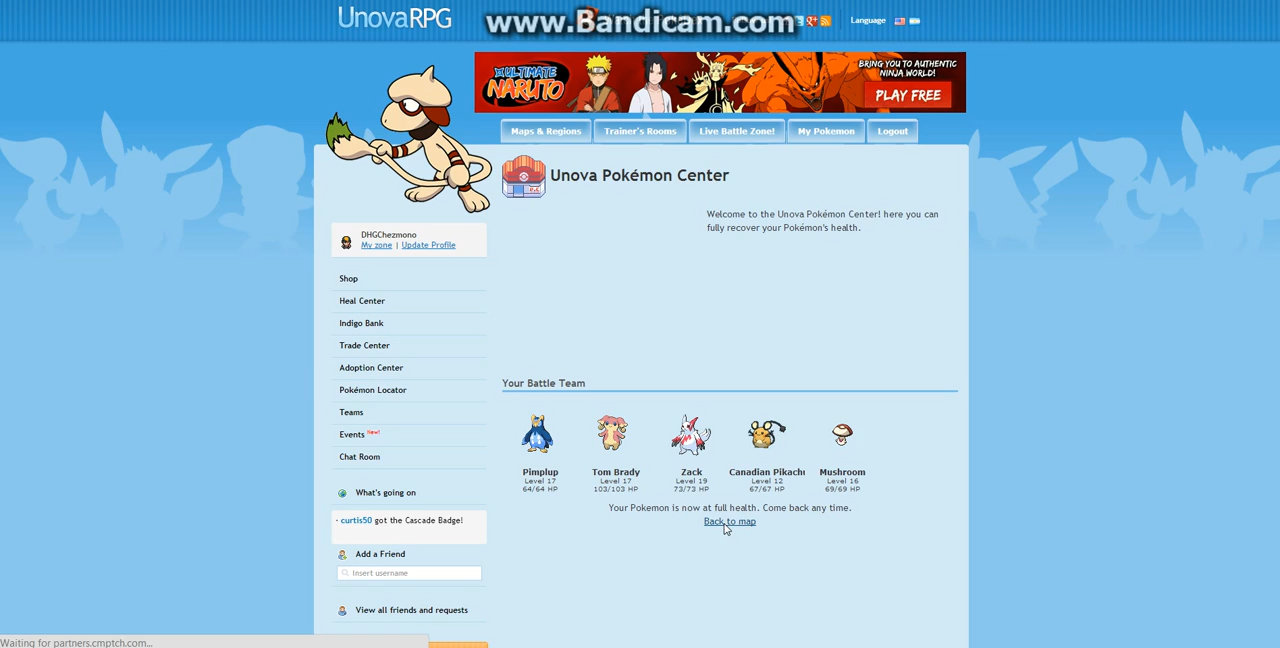 UnovaRPG
www.Bandicam.com
Language
ULTIMATE
NARUTO
BRING YOU TO AUTHENTIC
NINJA WORLD!
PLAY FREE
Maps & Regions
Trainer's Rooms
Live Battle Zone!
My Pokemon
Logout
Unova Pokémon Center
Welcome to the Unova Pokémon Center! here you can
fully recover your Pokémon's health.
DHGChezmono
My zone | Update Profile
Shop
Heal Center
Indigo Bank
Trade Center
Adoption Center
Pokémon Locator
Teams
Events New!
Chat Room
What's going on
- curtis50 got the Cascade Badge!
Add a Friend
Insert username
View all friends and requests
Your Battle Team
Pimplup
Level 17
64/64 HP
Tom Brady
Level 17
103/103 HP
Zack
Level 19
73/73 HP
Canadian Pikachu
Level 12
67/67 HP
Mushroom
Level 16
69/69 HP
Your Pokemon is now at full health. Come back any time.
Back to map
Waiting for partners.cmptch.com...